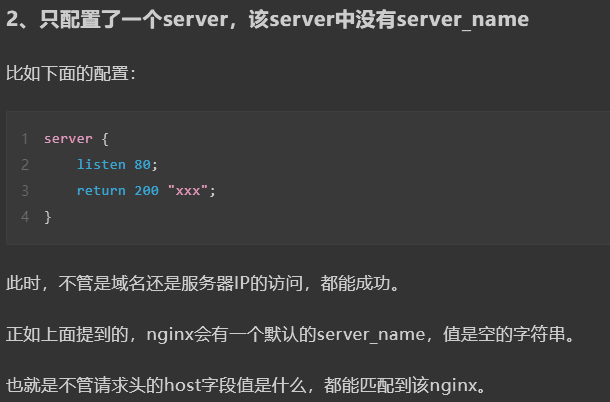 2、只配置了一个server，该server中没有server_name
比如下面的配置：
1 server {
2     listen 80;
3     return 200 "xxx";
4 }
此时，不管是域名还是服务器IP的访问，都能成功。
正如上面提到的，nginx会有一个默认的server_name，值是空的字符串。
也就是不管请求头的host字段值是什么，都能匹配到该nginx。